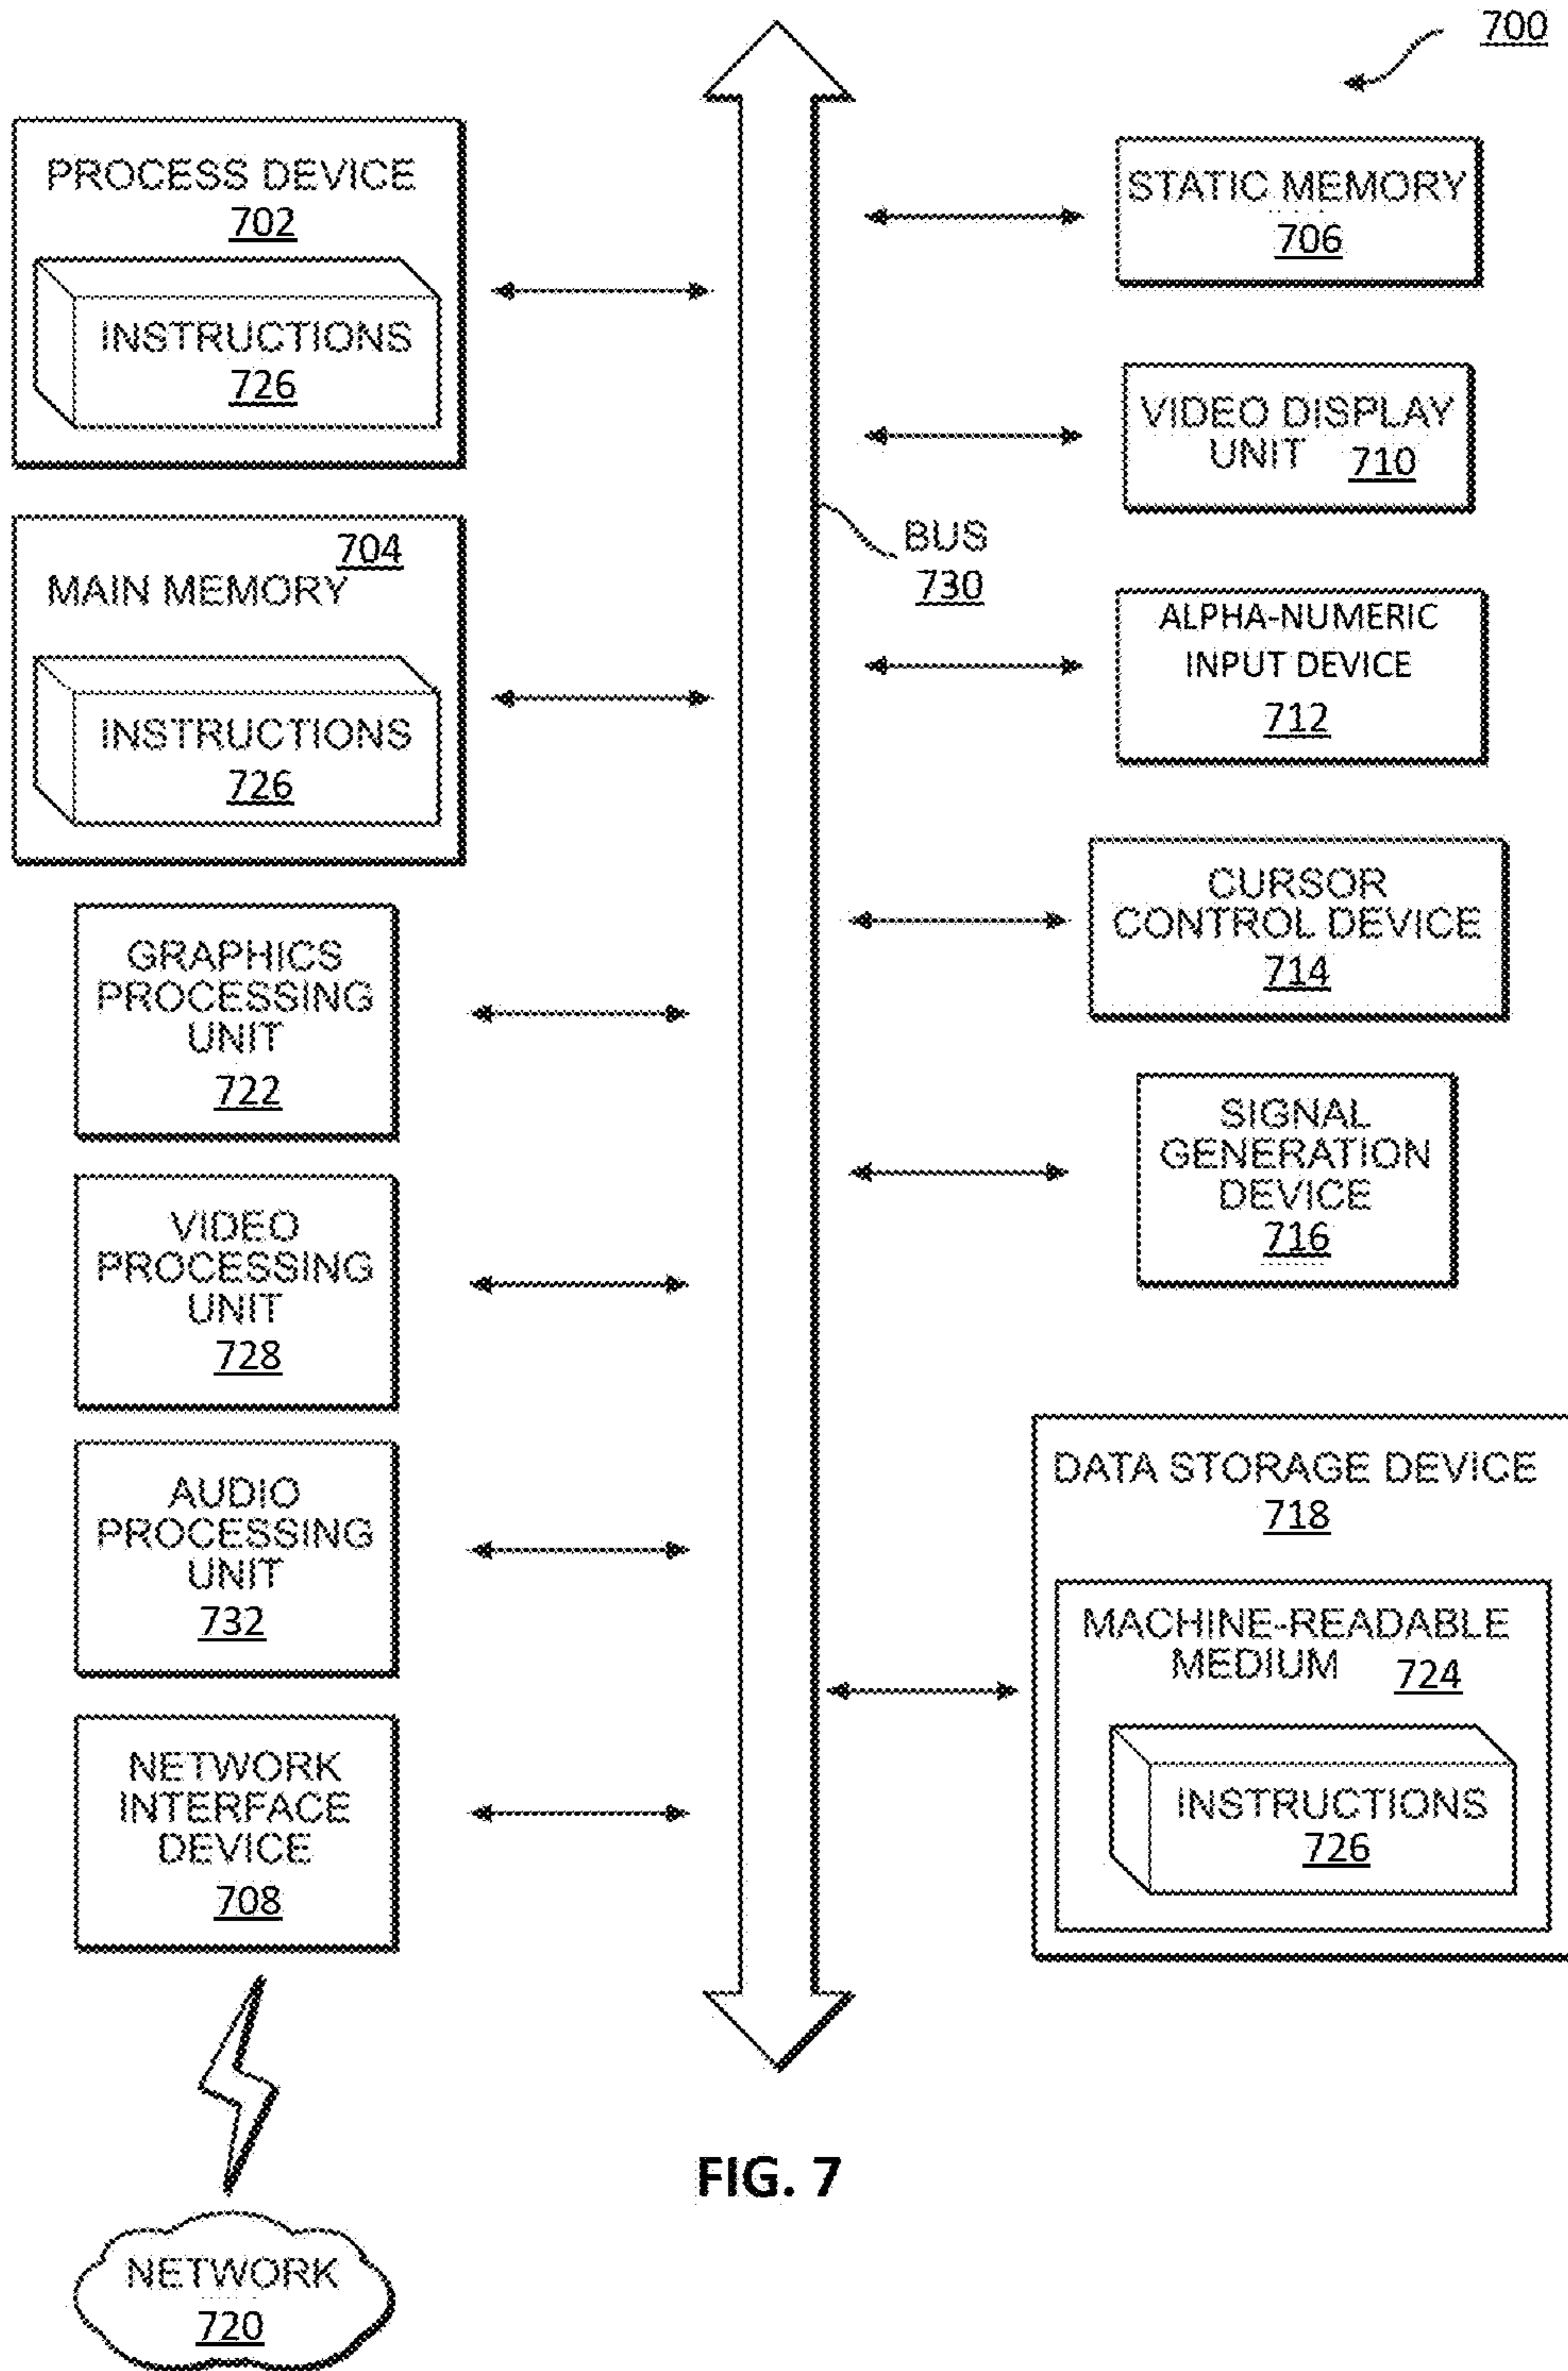 700
PROCESS DEVICE
702
INSTRUCTIONS
726
704
MAIN MEMORY
INSTRUCTIONS
726
GRAPHICS
PROCESSING
UNIT
722
VIDEO
PROCESSING
UNIT
728
AUDIO
PROCESSING
UNIT
732
NETWORK
INTERFACE
DEVICE
708
NETWORK
720
BUS
730
STATIC MEMORY
706
VIDEO DISPLAY
UNIT 710
ALPHA-NUMERIC
INPUT DEVICE
712
CURSOR
CONTROL DEVICE
714
SIGNAL
GENERATION
DEVICE
716
DATA STORAGE DEVICE
718
MACHINE-READABLE
MEDIUM 724
INSTRUCTIONS
726
FIG. 7